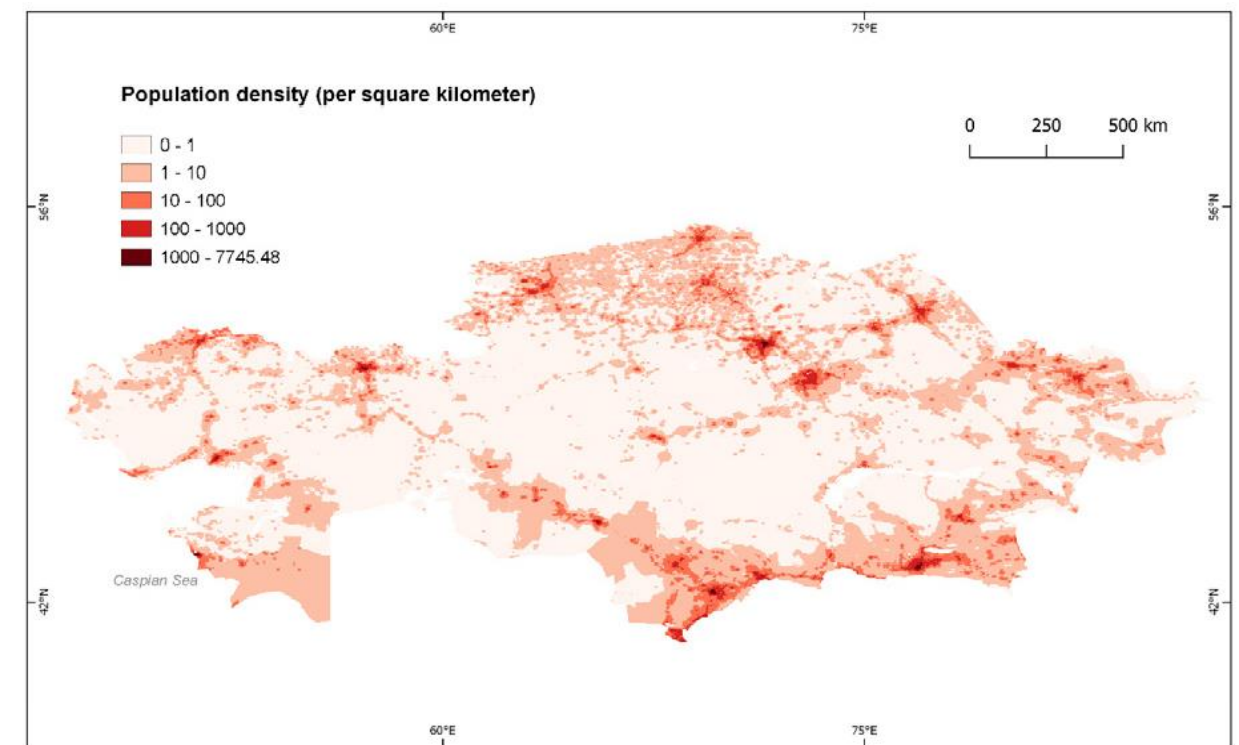 60°E 75°E
Population density (per square kilometer)
0 250 500 km
0 - 1
1 - 10
10 - 100
100 - 1000
1000 - 7745.48
56°N 56°N
Caspian Sea
42°N 42°N
60°E 75°E